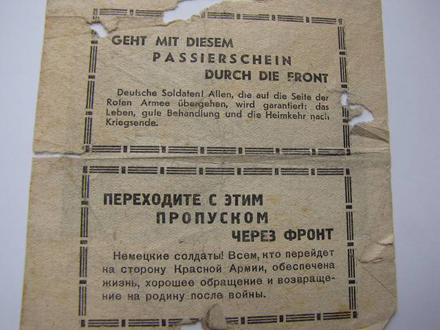 GEHT MIT DIESEM
PASSIERSCHEIN
DURCH DIE FRONT
Deutsche Soldaten! Allen, die auf die Seite der
Roten Armee übergehen, wird garantiert: das
Leben, gute Behandlung und die Heimkehr nach
Kriegsende.
ПЕРЕХОДИТЕ С ЭТИМ
ПРОПУСКОМ
ЧЕРЕЗ ФРОНТ
Немецкие солдаты! Всем, кто перейдет
на сторону Красной Армии, обеспечена
жизнь, хорошее обращение и возвраще-
ние на родину после войны.